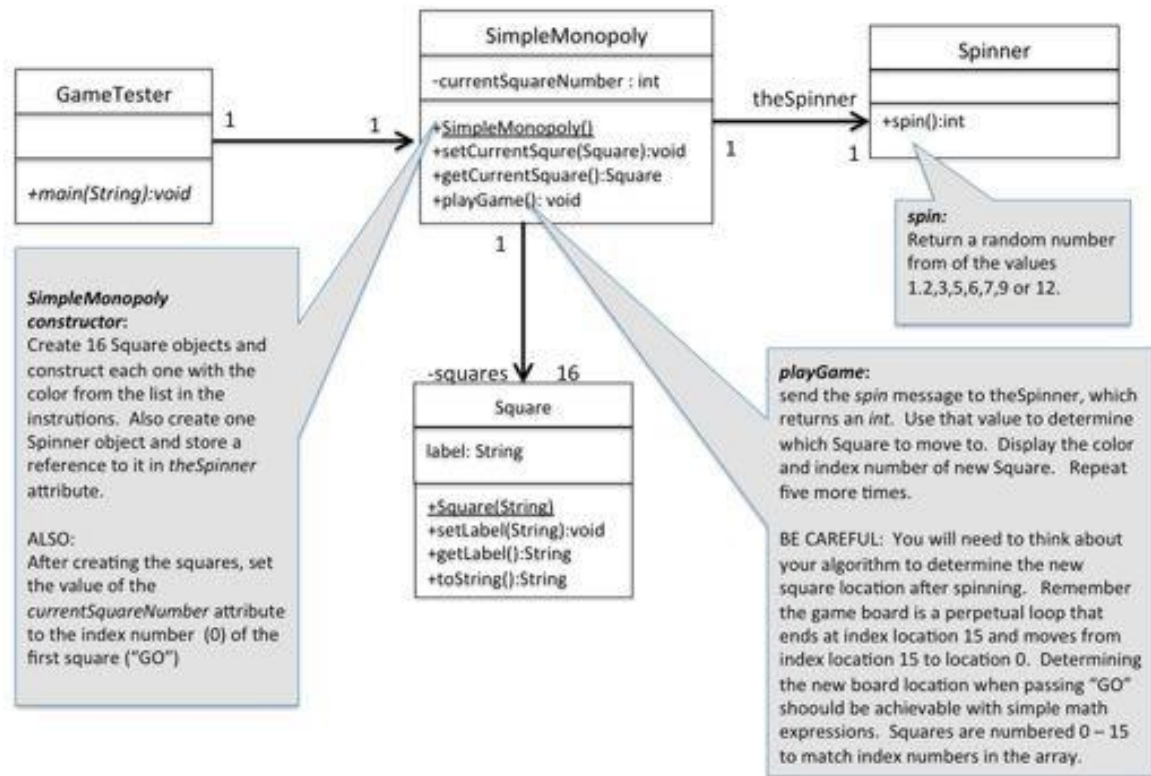 SimpleMonopoly
-currentSquareNumber : int
+SimpleMonopoly()
+setCurrentSqure(Square):void
+getCurrentSquare():Square
+playGame(): void
Spinner
+spin():int
GameTester
+main(String):void
1
1
theSpinner
1
1
1
-squares
16
Square
label: String
+Square(String)
+setLabel(String):void
+getLabel():String
+toString():String
spin:
Return a random number
from of the values
1.2,3,5,6,7,9 or 12.
SimpleMonopoly
constructor:
Create 16 Square objects and
construct each one with the
color from the list in the
instrutions. Also create one
Spinner object and store a
reference to it in theSpinner
attribute.
ALSO:
After creating the squares, set
the value of the
currentSquareNumber attribute
to the index number (0) of the
first square ("GO")
playGame:
send the spin message to theSpinner, which
returns an int. Use that value to determine
which Square to move to. Display the color
and index number of new Square. Repeat
five more times.
BE CAREFUL: You will need to think about
your algorithm to determine the new
square location after spinning. Remember
the game board is a perpetual loop that
ends at index location 15 and moves from
index location 15 to location 0. Determining
the new board location when passing "GO"
shoould be achievable with simple math
expressions. Squares are numbered 0 – 15
to match index numbers in the array.